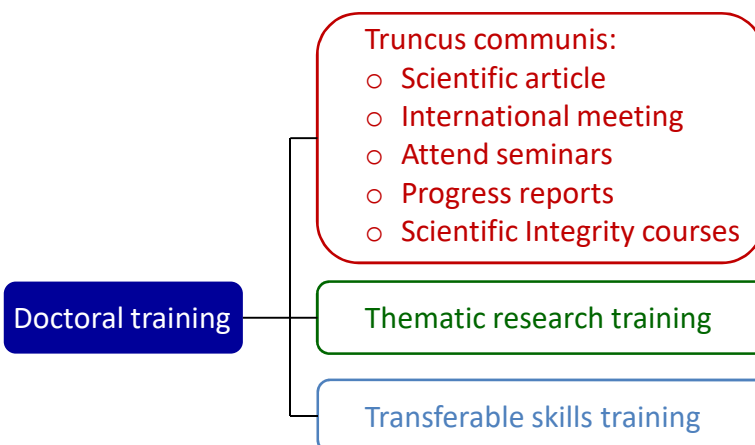 Truncus communis:
o Scientific article
o International meeting
o Attend seminars
o Progress reports
o Scientific Integrity courses
Doctoral training
Thematic research training
Transferable skills training